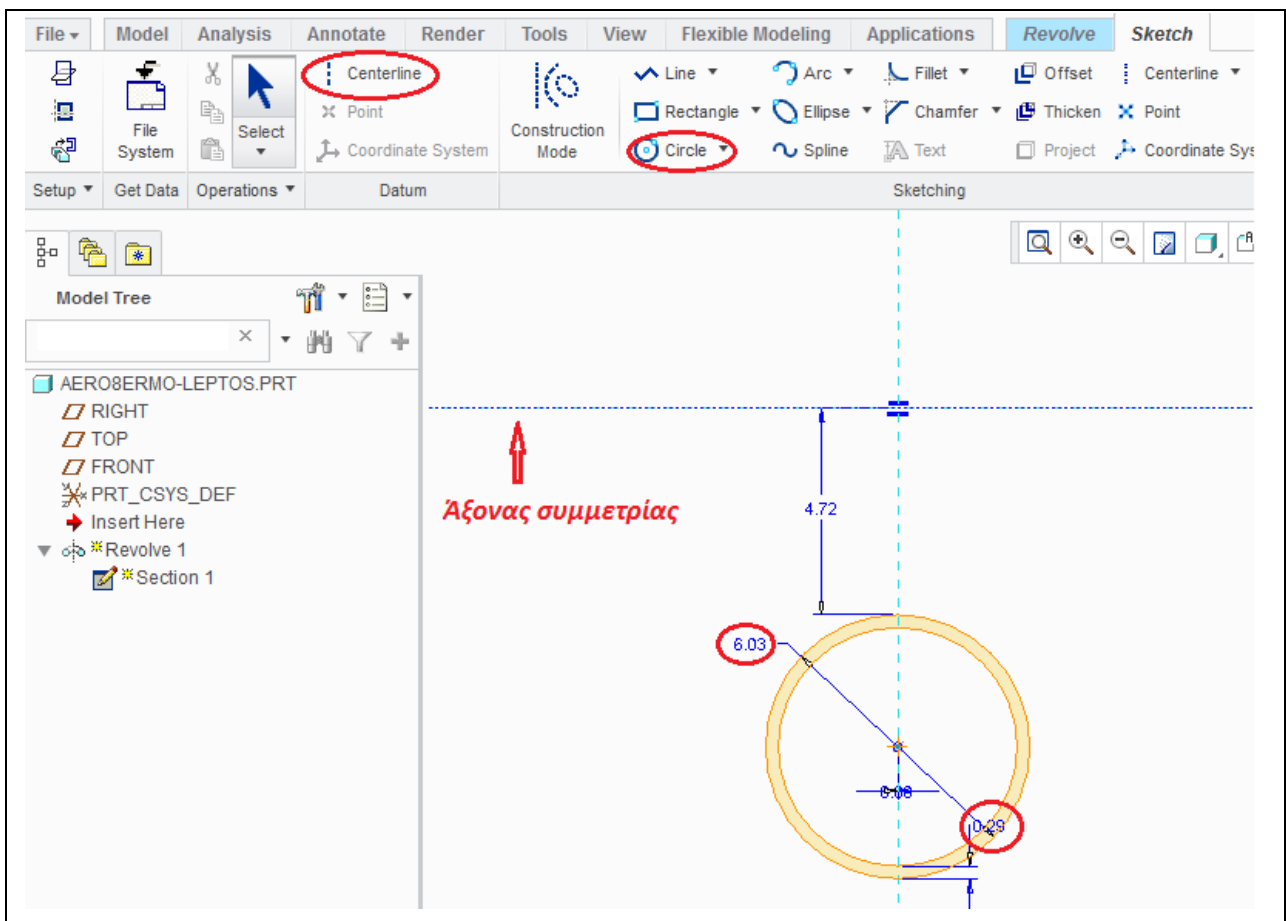 File Model Analysis Annotate Render Tools View Flexible Modeling Applications Revolve Sketch
Centerline Line Arc Fillet Offset Centerline
File System Select Point Construction Mode Rectangle Ellipse Chamfer Thicken Point
Coordinate System Circle Spline Text Project Coordinate Sys
Setup Get Data Operations Datum Sketching
Model Tree
AERO8ERMO-LEPTOS.PRT
RIGHT
TOP
FRONT
PRT_CSYS_DEF
Insert Here
Revolve 1
Section 1
Άξονας συμμετρίας
4.72
6.03
0.29